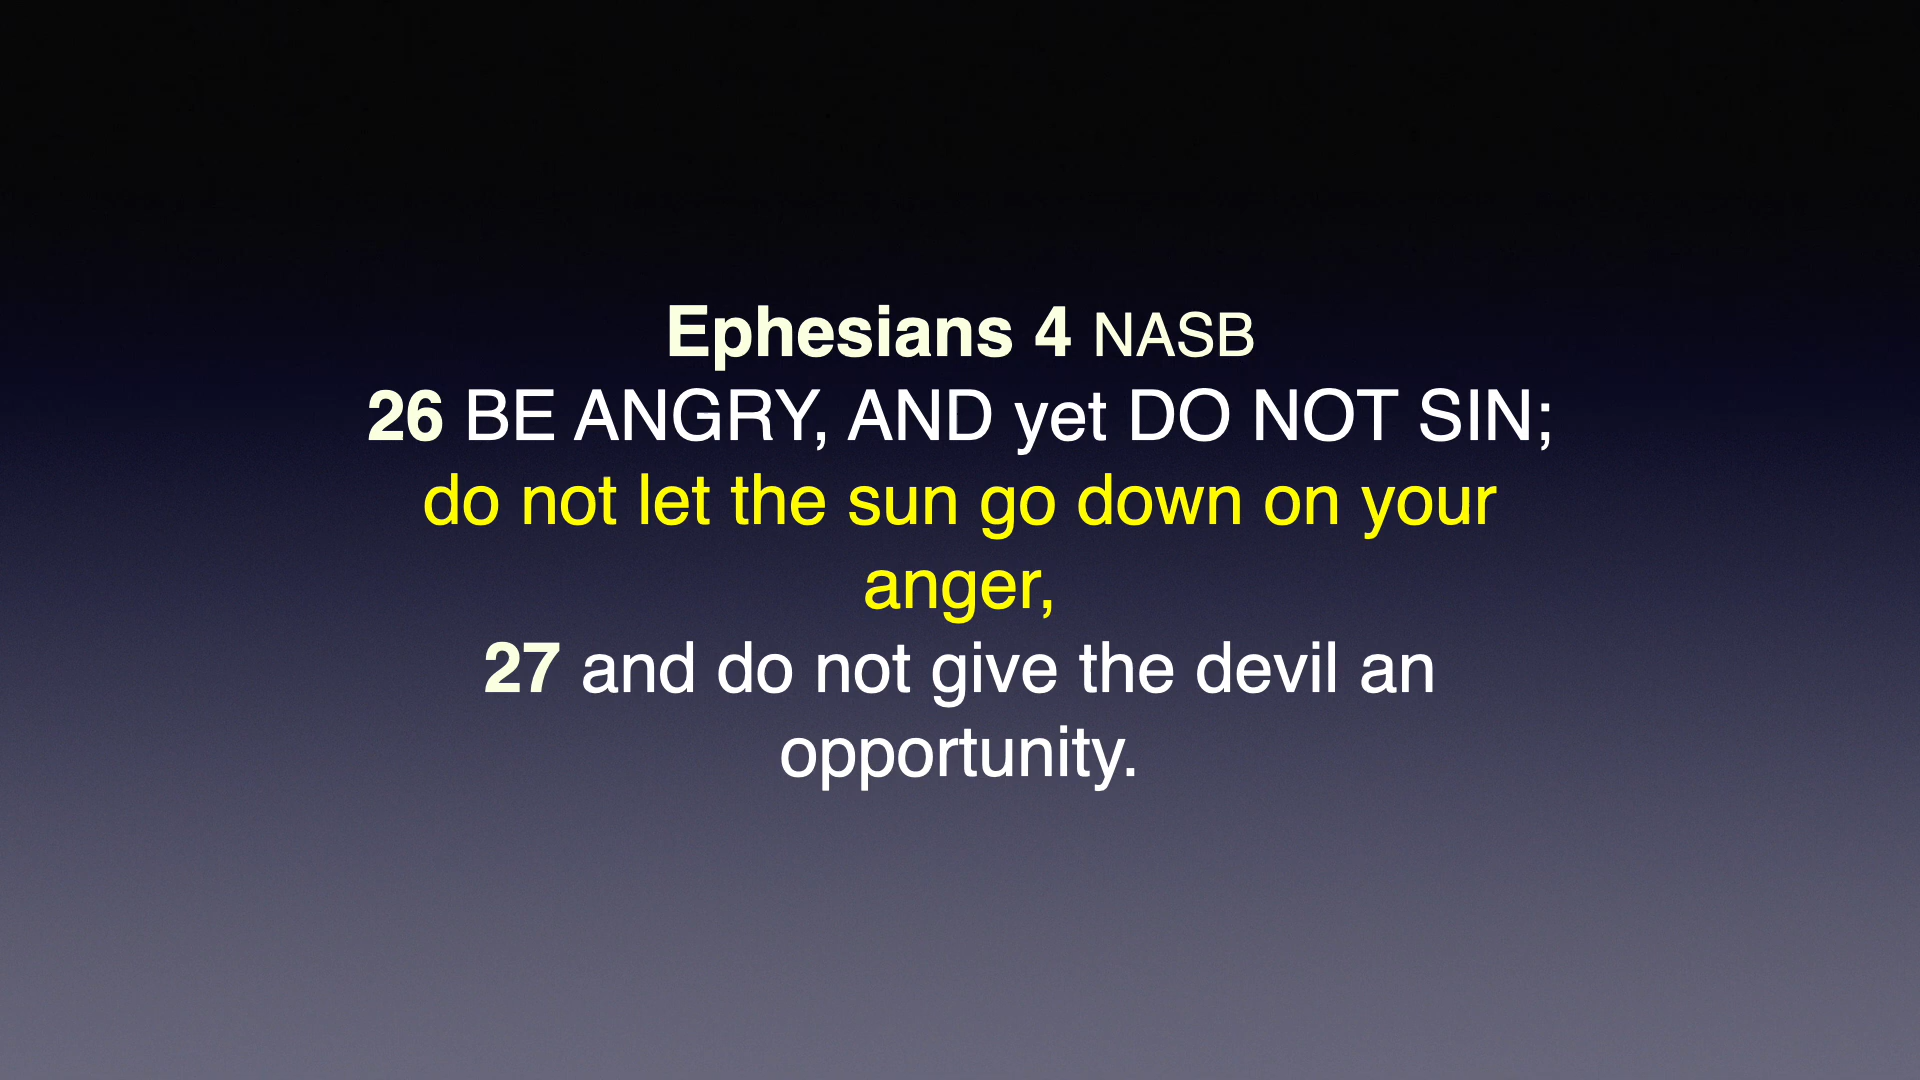 Ephesians 4 NASB
26 BE ANGRY, AND yet DO NOT SIN;
do not let the sun go down on your
anger,
27 and do not give the devil an
opportunity.